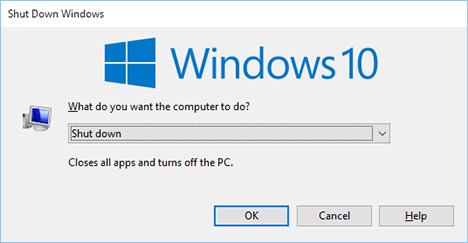 Shut Down Windows
Windows 10
What do you want the computer to do?
Shut down
Closes all apps and turns off the PC.
OK Cancel Help